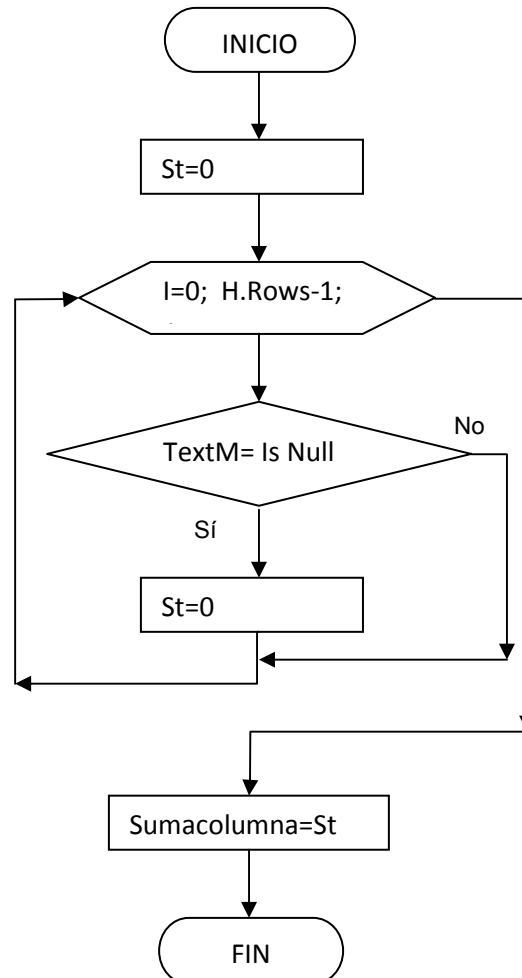 INICIO
St=0
I=0; H.Rows-1;
TextM= Is Null
No
Sí
St=0
Sumacolumna=St
FIN